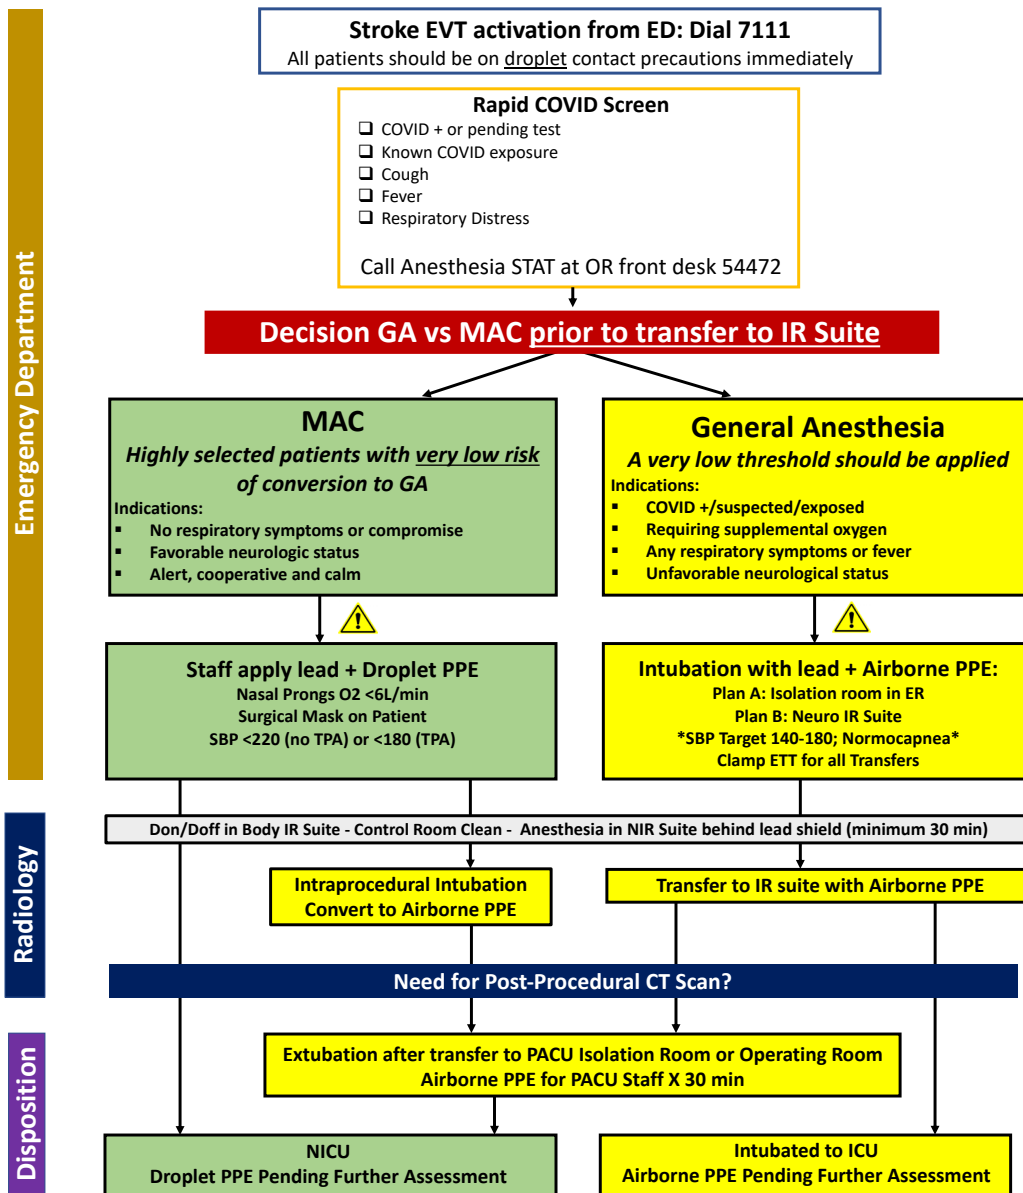 Stroke EVT activation from ED: Dial 7111
All patients should be on droplet contact precautions immediately
Rapid COVID Screen
❑ COVID + or pending test
❑ Known COVID exposure
❑ Cough
❑ Fever
❑ Respiratory Distress
Call Anesthesia STAT at OR front desk 54472
Emergency Department
Decision GA vs MAC prior to transfer to IR Suite
MAC
Highly selected patients with very low risk
of conversion to GA
Indications:
▪ No respiratory symptoms or compromise
▪ Favorable neurologic status
▪ Alert, cooperative and calm
General Anesthesia
A very low threshold should be applied
Indications:
▪ COVID +/suspected/exposed
▪ Requiring supplemental oxygen
▪ Any respiratory symptoms or fever
▪ Unfavorable neurological status
Staff apply lead + Droplet PPE
Nasal Prongs O2 <6L/min
Surgical Mask on Patient
SBP <220 (no TPA) or <180 (TPA)
Intubation with lead + Airborne PPE:
Plan A: Isolation room in ER
Plan B: Neuro IR Suite
*SBP Target 140-180; Normocapnea*
Clamp ETT for all Transfers
Radiology
Don/Doff in Body IR Suite - Control Room Clean - Anesthesia in NIR Suite behind lead shield (minimum 30 min)
Intraprocedural Intubation
Convert to Airborne PPE
Transfer to IR suite with Airborne PPE
Need for Post-Procedural CT Scan?
Disposition
Extubation after transfer to PACU Isolation Room or Operating Room
Airborne PPE for PACU Staff X 30 min
NICU
Droplet PPE Pending Further Assessment
Intubated to ICU
Airborne PPE Pending Further Assessment